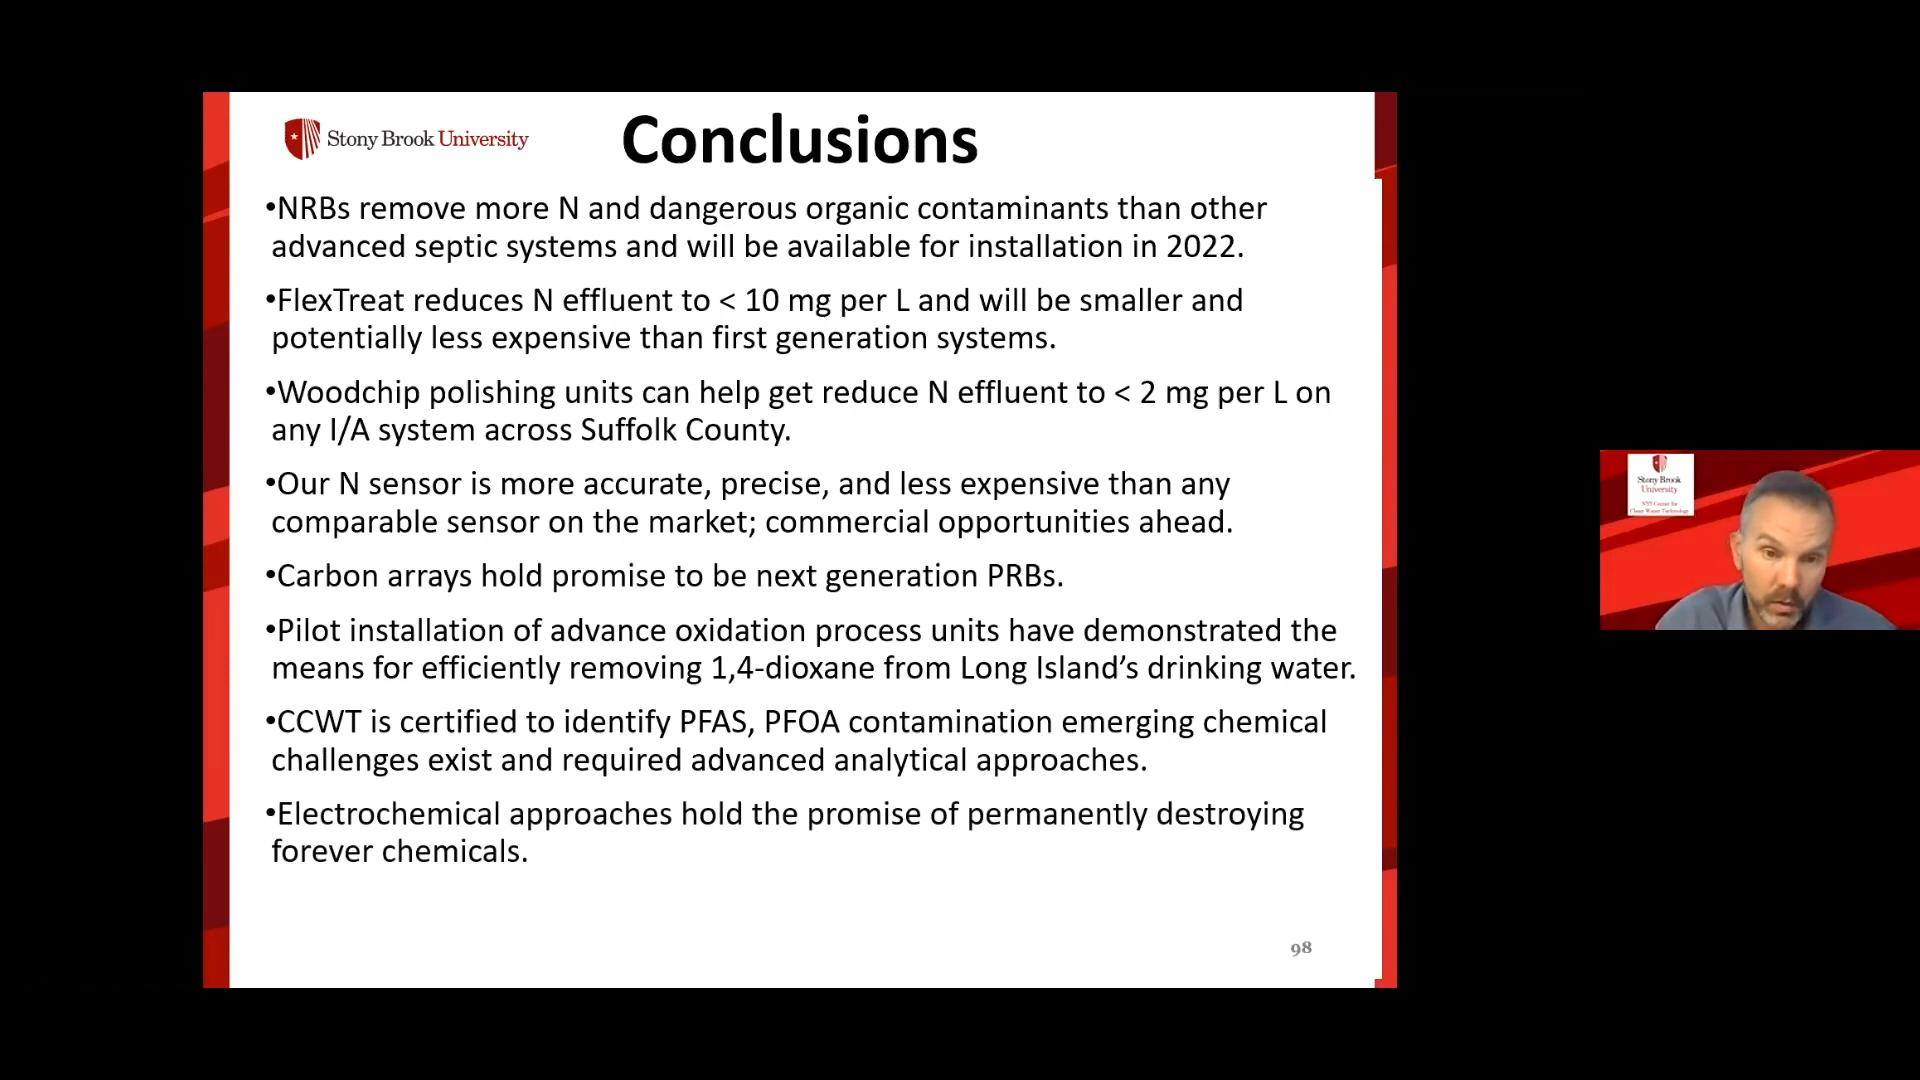 Stony Brook University
Conclusions
•NRBs remove more N and dangerous organic contaminants than other
advanced septic systems and will be available for installation in 2022.
•FlexTreat reduces N effluent to < 10 mg per L and will be smaller and
potentially less expensive than first generation systems.
•Woodchip polishing units can help get reduce N effluent to < 2 mg per L on
any I/A system across Suffolk County.
•Our N sensor is more accurate, precise, and less expensive than any
comparable sensor on the market; commercial opportunities ahead.
•Carbon arrays hold promise to be next generation PRBs.
•Pilot installation of advance oxidation process units have demonstrated the
means for efficiently removing 1,4-dioxane from Long Island’s drinking water.
•CCWT is certified to identify PFAS, PFOA contamination emerging chemical
challenges exist and required advanced analytical approaches.
•Electrochemical approaches hold the promise of permanently destroying
forever chemicals.
98
Stony Brook
University
NYS Center for
Clean Water Technology